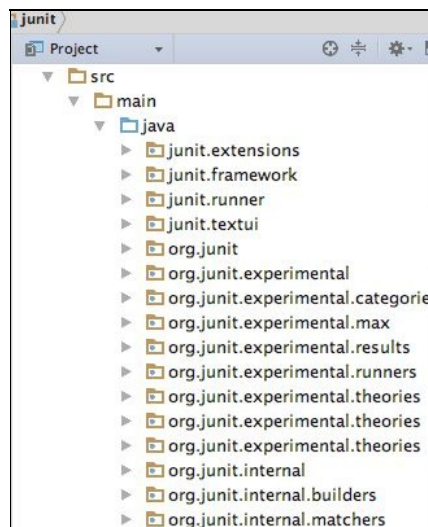 junit
Project
src
main
java
junit.extensions
junit.framework
junit.runner
junit.textui
org.junit
org.junit.experimental
org.junit.experimental.categorie
org.junit.experimental.max
org.junit.experimental.results
org.junit.experimental.runners
org.junit.experimental.theories
org.junit.experimental.theories
org.junit.experimental.theories
org.junit.internal
org.junit.internal.builders
org.junit.internal.matchers